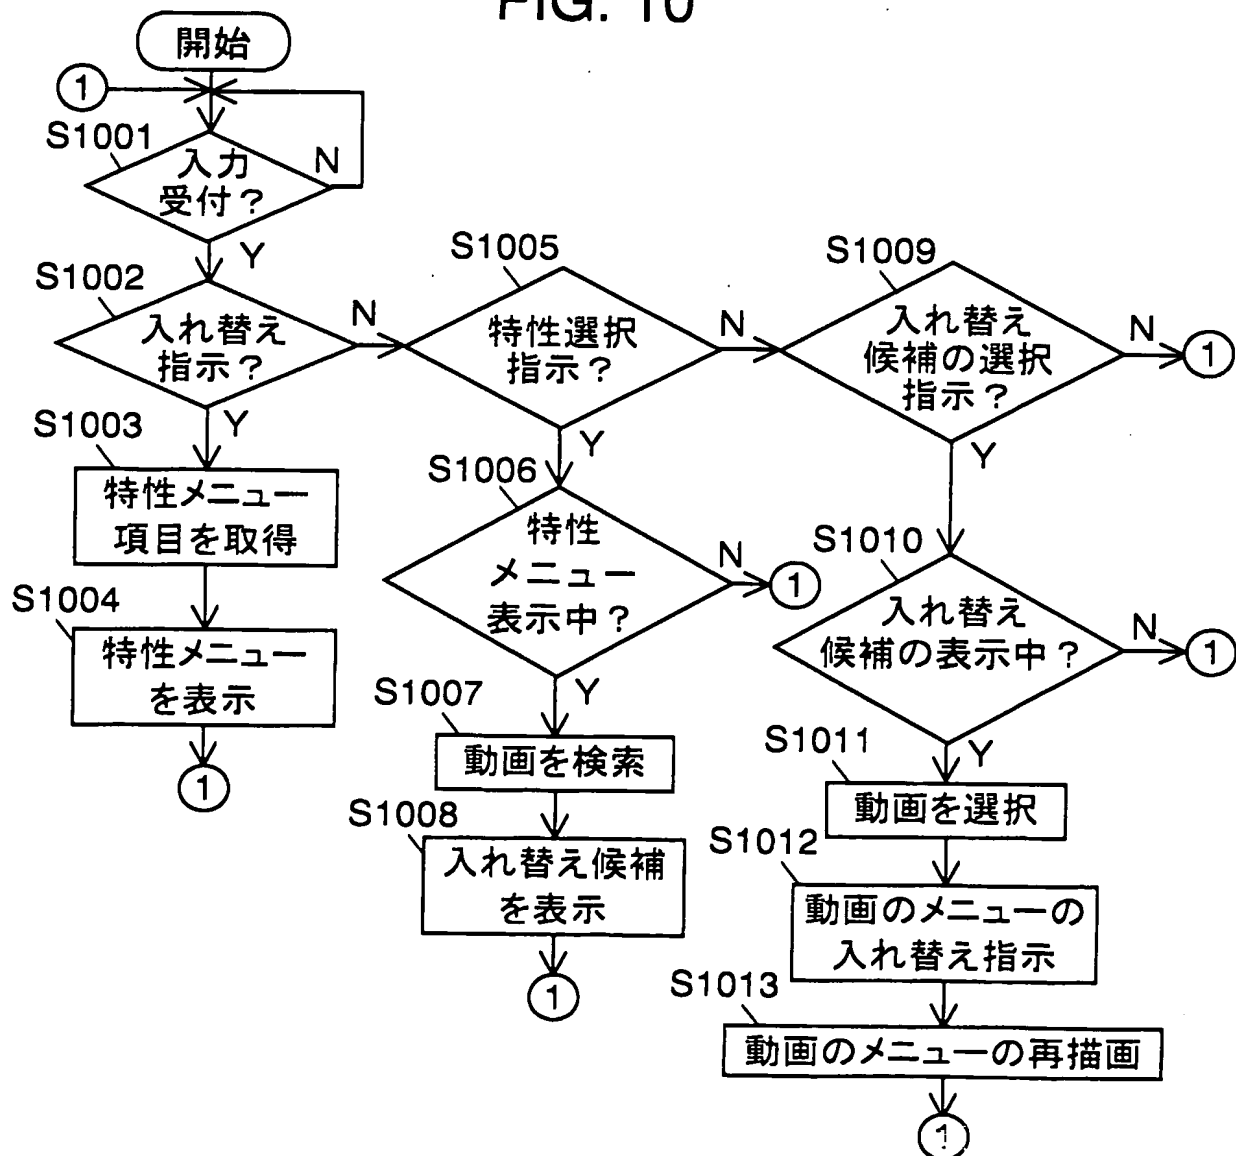 FIG. 10
開始
1
S1001
入力
受付？
N
Y
S1002
入れ替え
指示？
N
Y
S1003
特性メニュー
項目を取得
S1004
特性メニュー
を表示
1
S1005
特性選択
指示？
N
Y
S1006
特性
メニュー
表示中？
N
1
Y
S1007
動画を検索
S1008
入れ替え候補
を表示
1
S1009
入れ替え
候補の選択
指示？
N
1
Y
S1010
入れ替え
候補の表示中？
N
1
Y
S1011
動画を選択
S1012
動画のメニューの
入れ替え指示
S1013
動画のメニューの再描画
1